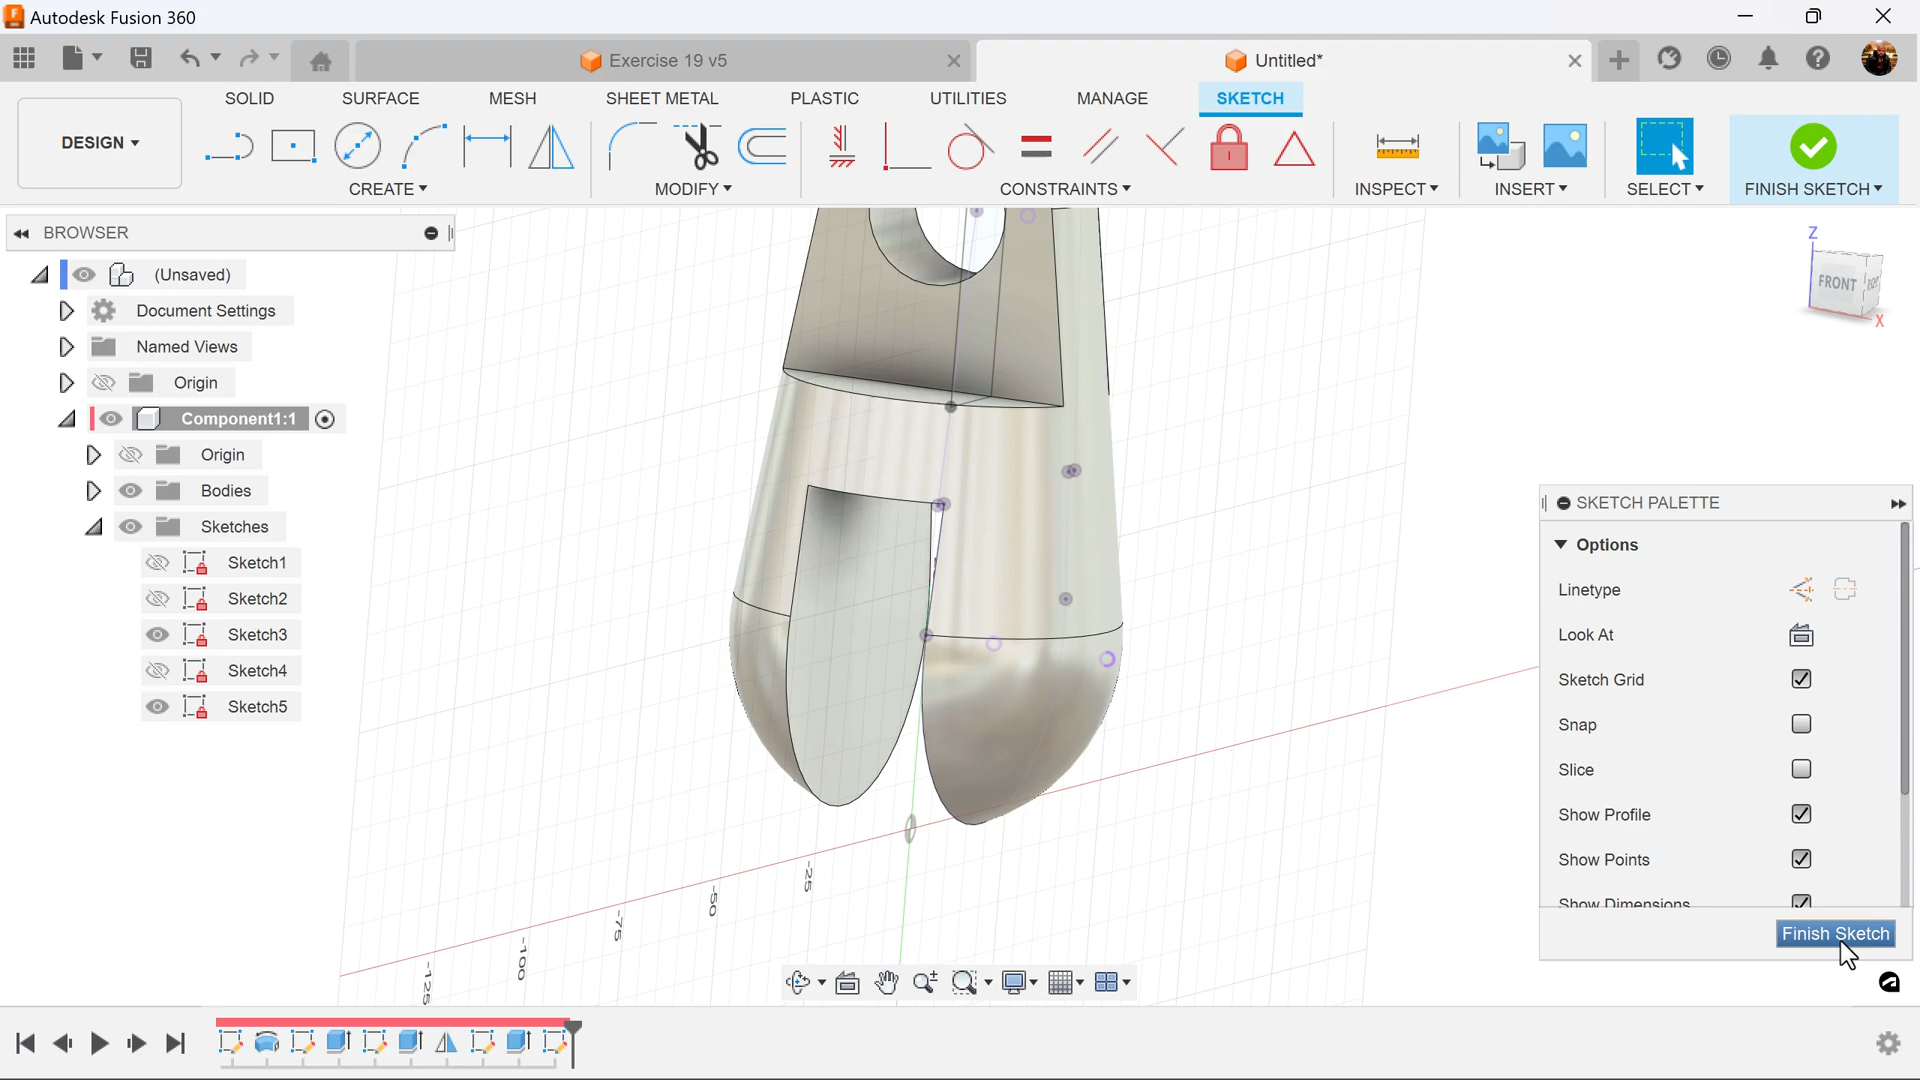 Autodesk Fusion 360
Exercise 19 v5
Untitled*
DESIGN
SOLID
SURFACE
MESH
SHEET METAL
PLASTIC
UTILITIES
MANAGE
SKETCH
CREATE
MODIFY
CONSTRAINTS
INSPECT
INSERT
SELECT
FINISH SKETCH
BROWSER
(Unsaved)
Document Settings
Named Views
Origin
Component1:1
Origin
Bodies
Sketches
Sketch1
Sketch2
Sketch3
Sketch4
Sketch5
Z
FRONT
X
-25
-50
-75
-100
-125
SKETCH PALETTE
Options
Linetype
Look At
Sketch Grid
Snap
Slice
Show Profile
Show Points
Show Dimensions
Finish Sketch